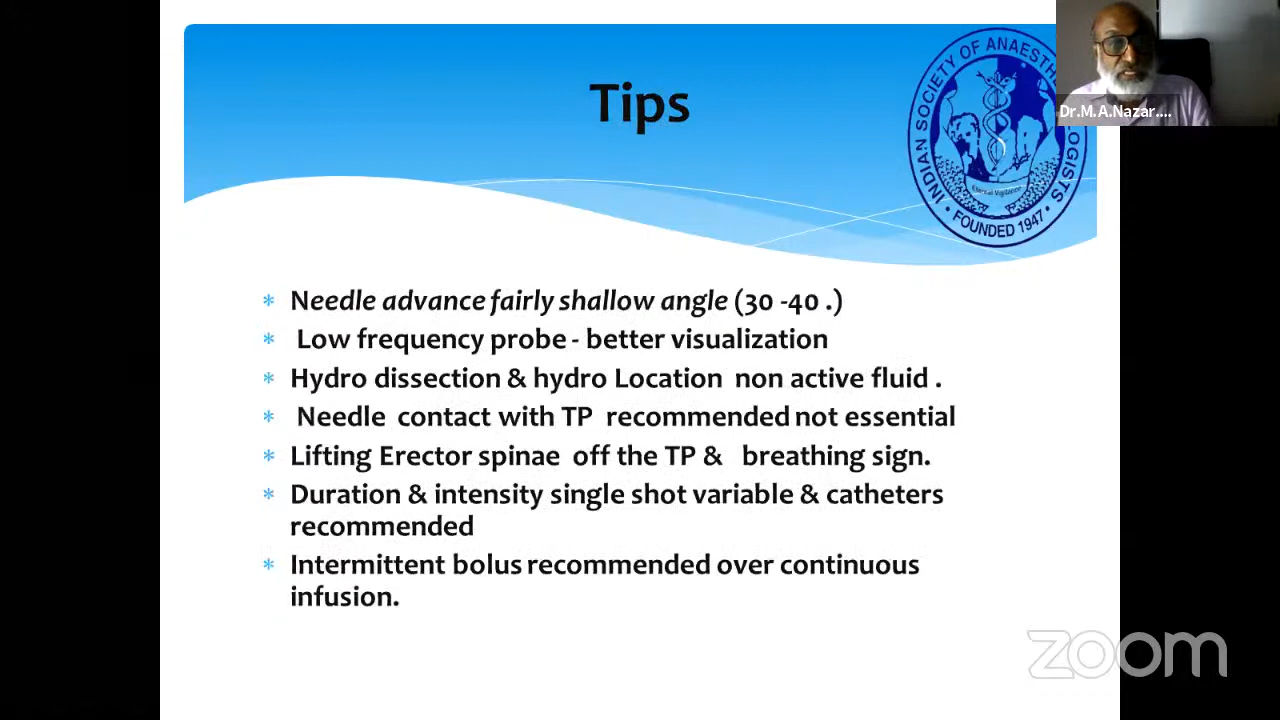 Tips
INDIAN SOCIETY OF ANAESTH
OLOGISTS
Eternal Vigilance
• FOUNDED 1947 •
Dr.M.A.Nazar....
* Needle advance fairly shallow angle (30 -40 .)
* Low frequency probe - better visualization
* Hydro dissection & hydro Location non active fluid .
* Needle contact with TP recommended not essential
* Lifting Erector spinae off the TP & breathing sign.
* Duration & intensity single shot variable & catheters
recommended
* Intermittent bolus recommended over continuous
infusion.
zoom